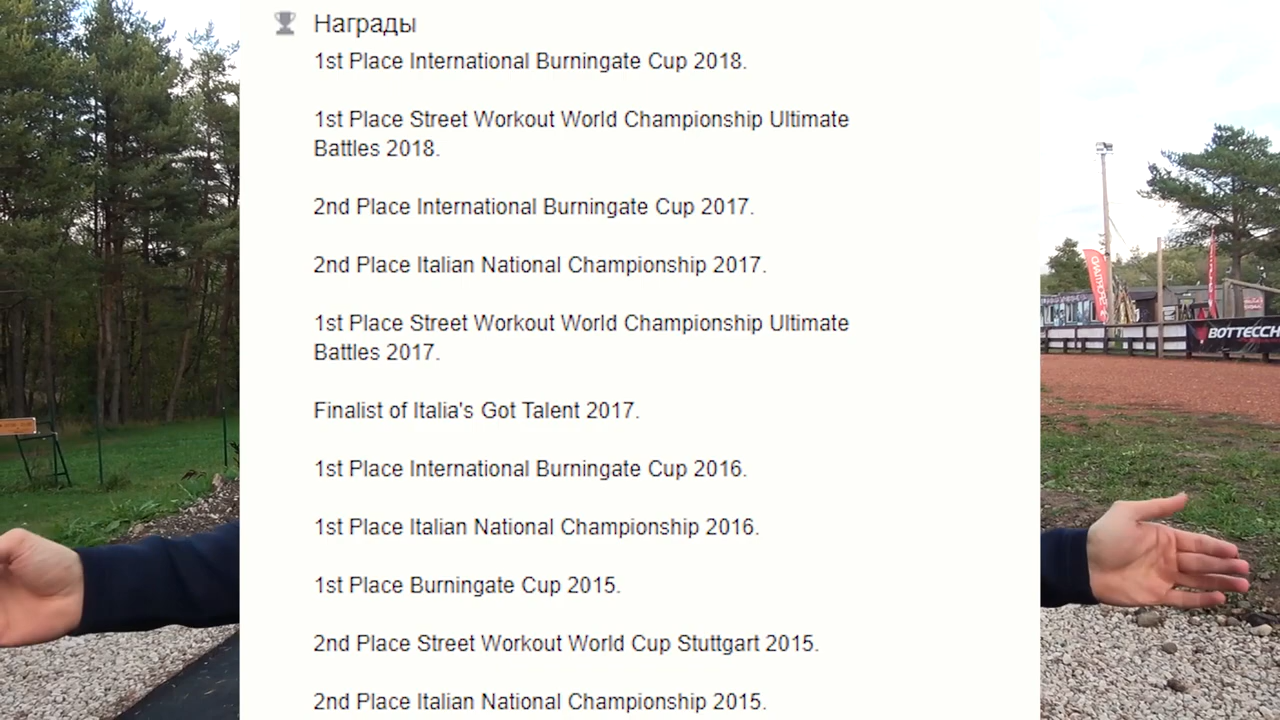 Награды
1st Place International Burningate Cup 2018.
1st Place Street Workout World Championship Ultimate
Battles 2018.
2nd Place International Burningate Cup 2017.
2nd Place Italian National Championship 2017.
1st Place Street Workout World Championship Ultimate
Battles 2017.
Finalist of Italia's Got Talent 2017.
1st Place International Burningate Cup 2016.
1st Place Italian National Championship 2016.
1st Place Burningate Cup 2015.
2nd Place Street Workout World Cup Stuttgart 2015.
2nd Place Italian National Championship 2015.
BOTTECCH